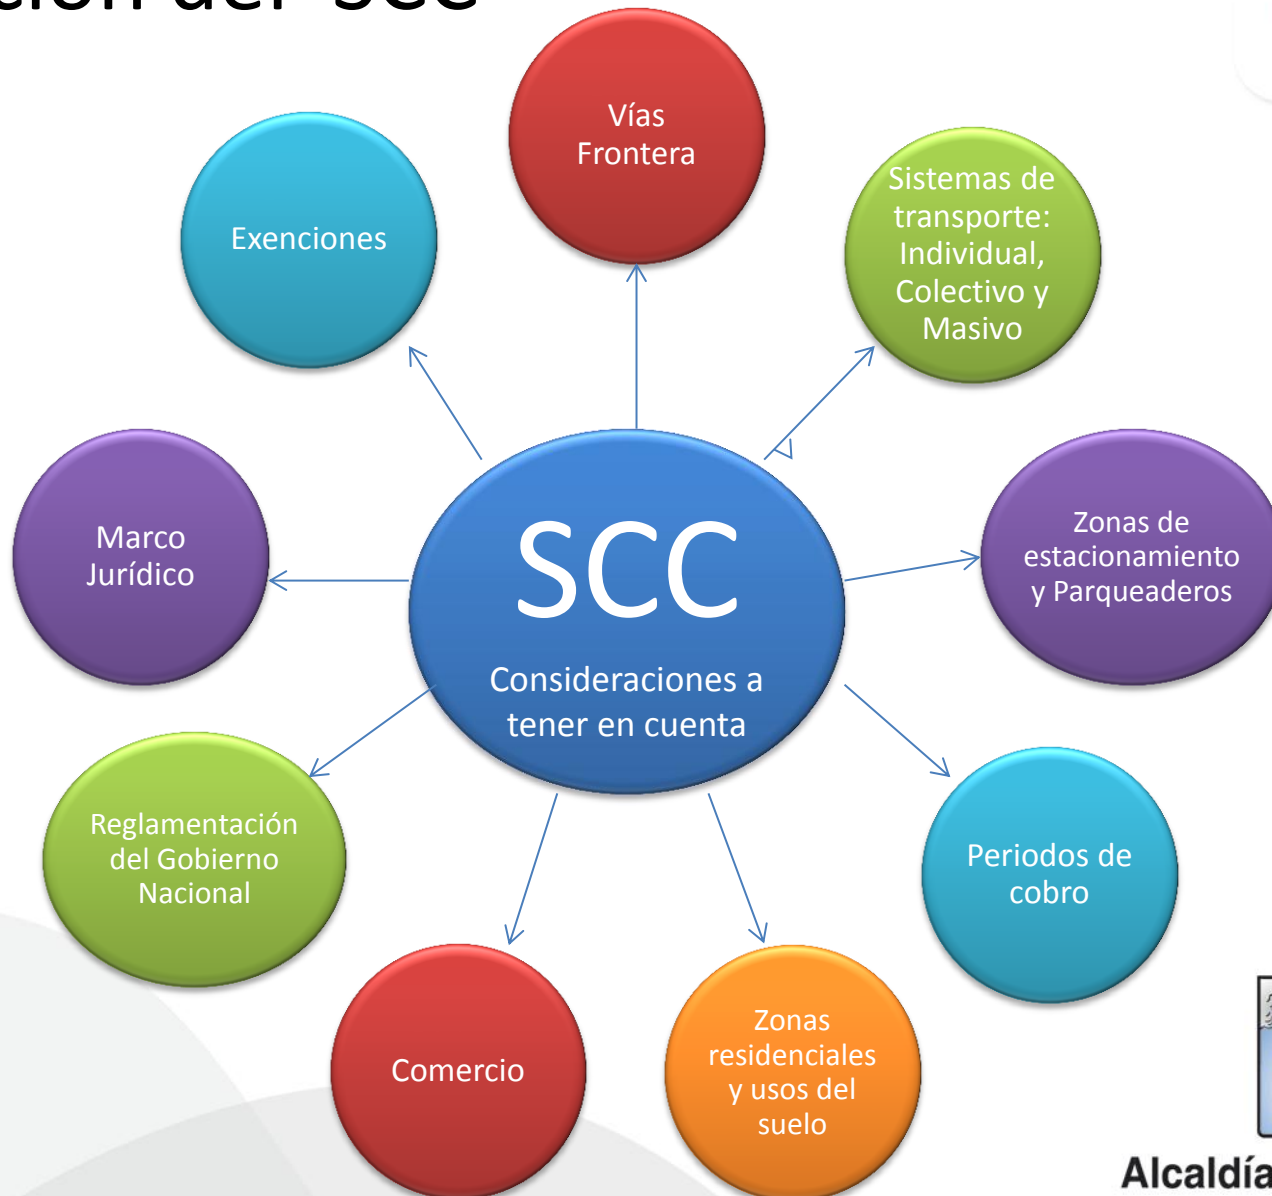 SCC
Vías
Frontera
Exenciones
Sistemas de
transporte:
Individual,
Colectivo y
Masivo
Marco
Jurídico
SCC
Consideraciones a
tener en cuenta
Zonas de
estacionamiento
y Parqueaderos
Reglamentación
del Gobierno
Nacional
Periodos de
cobro
Comercio
Zonas
residenciales
y usos del
suelo
Alcaldía